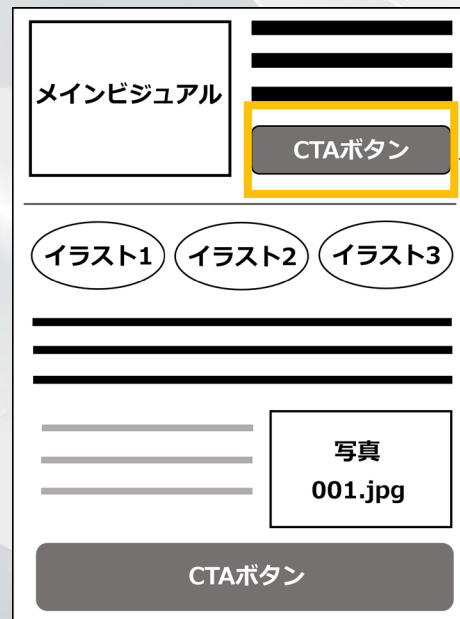 メインビジュアル
CTAボタン
イラスト1
イラスト2
イラスト3
写真
001.jpg
CTAボタン